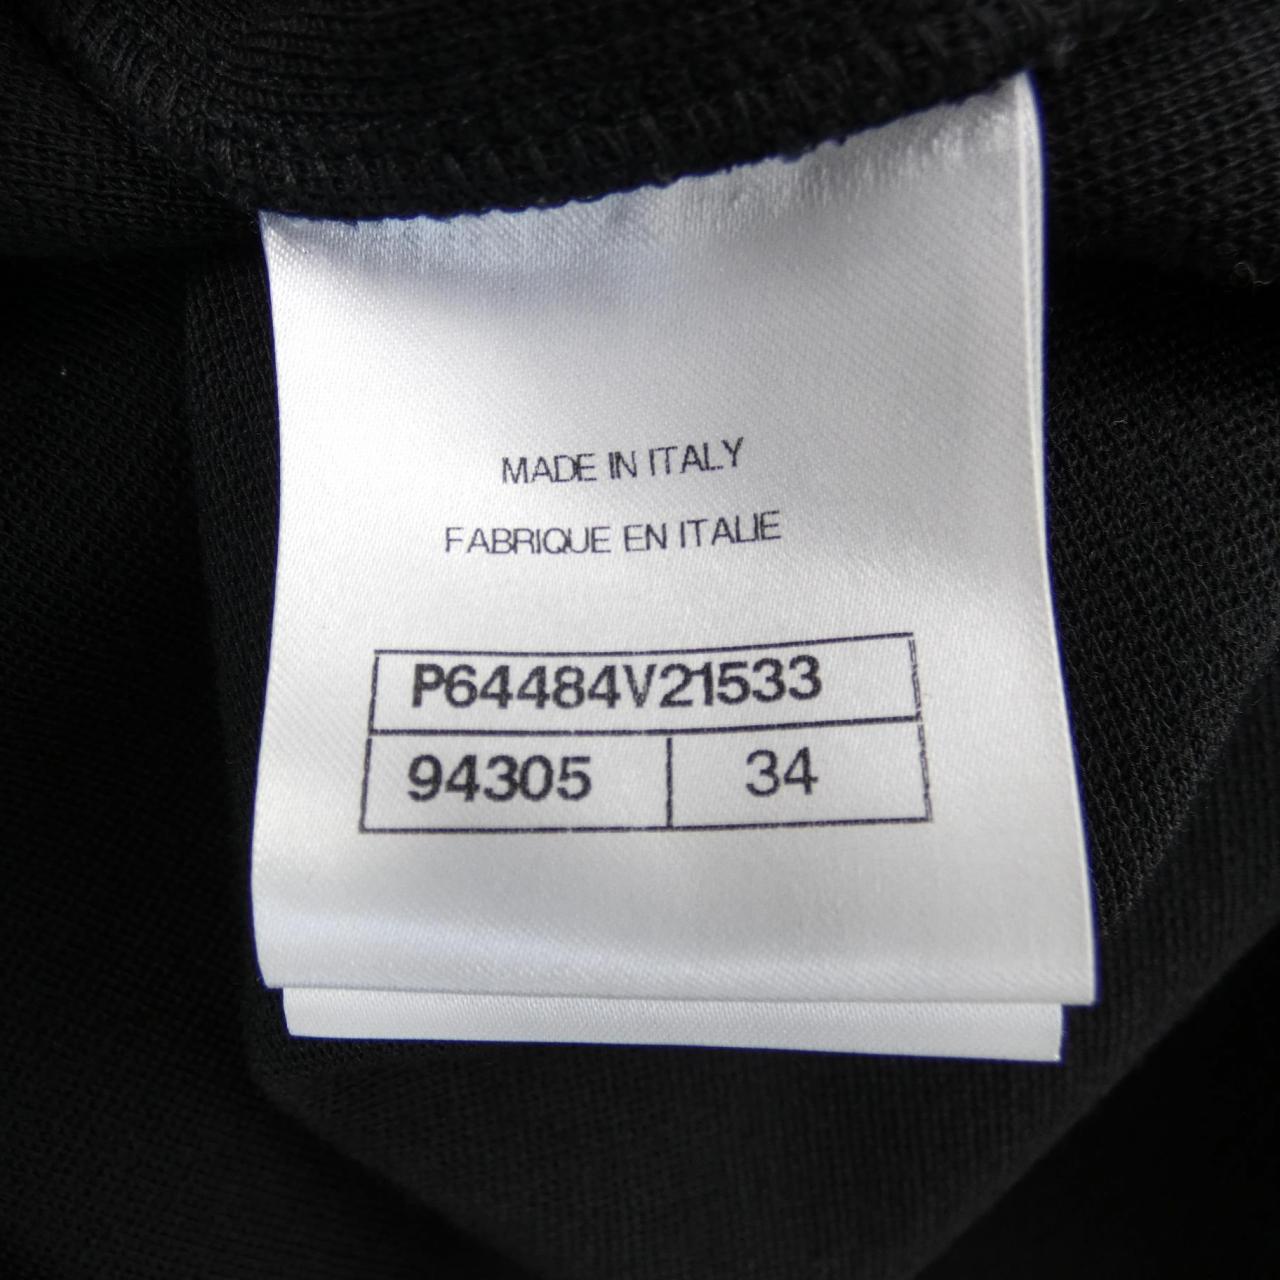 MADE IN ITALY
FABRIQUE EN ITALIE
P64484V21533
94305 34